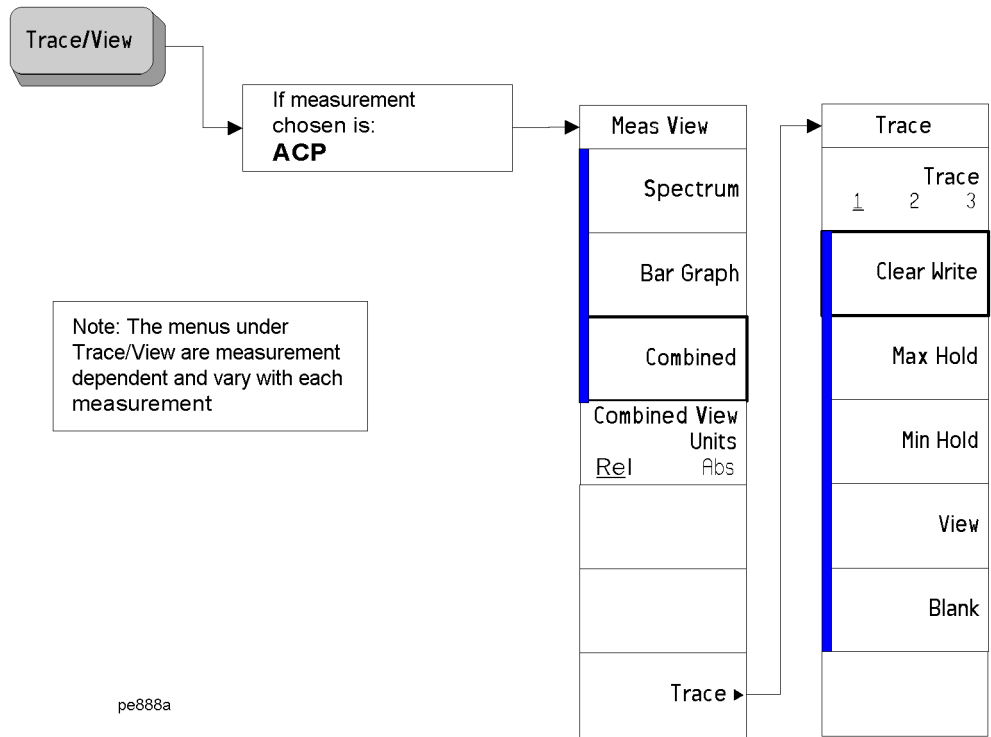 Trace/View
If measurement
chosen is:
ACP
Note: The menus under
Trace/View are measurement
dependent and vary with each
measurement
Meas View
Spectrum
Bar Graph
Combined
Combined View
Units
Rel Abs
Trace
Trace
Trace
1 2 3
Clear Write
Max Hold
Min Hold
View
Blank
pe888a